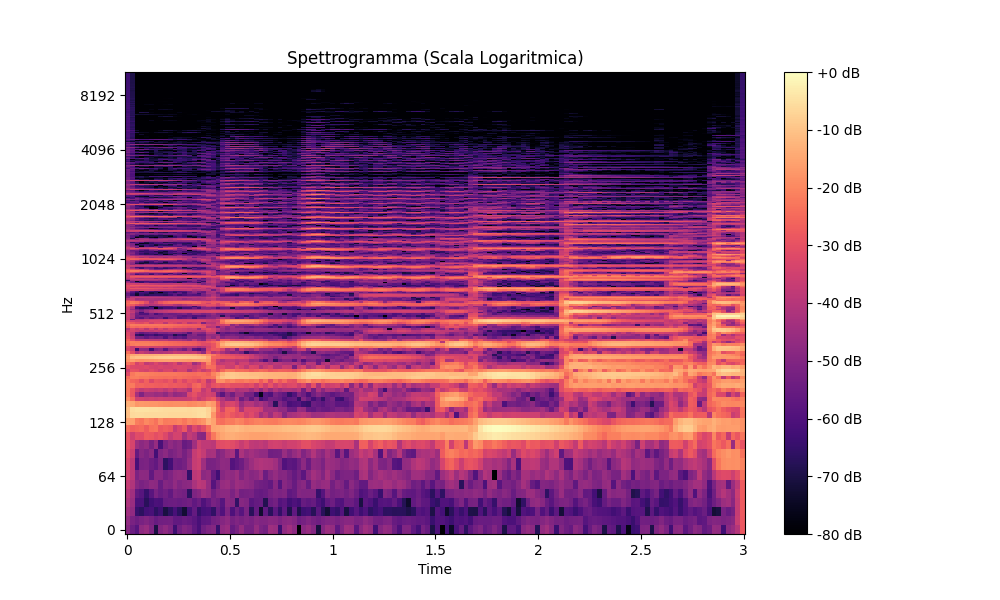 Spettrogramma (Scala Logaritmica)
8192
4096
2048
1024
512
256
128
64
0
Hz
0
0.5
1
1.5
2
2.5
3
Time
+0 dB
-10 dB
-20 dB
-30 dB
-40 dB
-50 dB
-60 dB
-70 dB
-80 dB